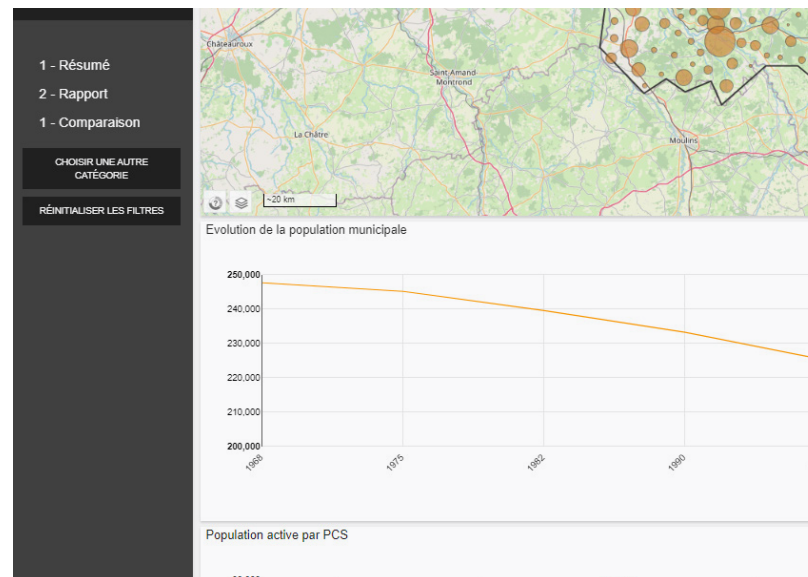 1 - Résumé
2 - Rapport
1 - Comparaison
CHOISIR UNE AUTRE
CATÉGORIE
RÉINITIALISER LES FILTRES
Châteauroux
Saint-Amand
Montrond
La Châtre
Moulins
~20 km
Evolution de la population municipale
250,000
240,000
230,000
220,000
210,000
200,000
1968
1975
1982
1990
Population active par PCS